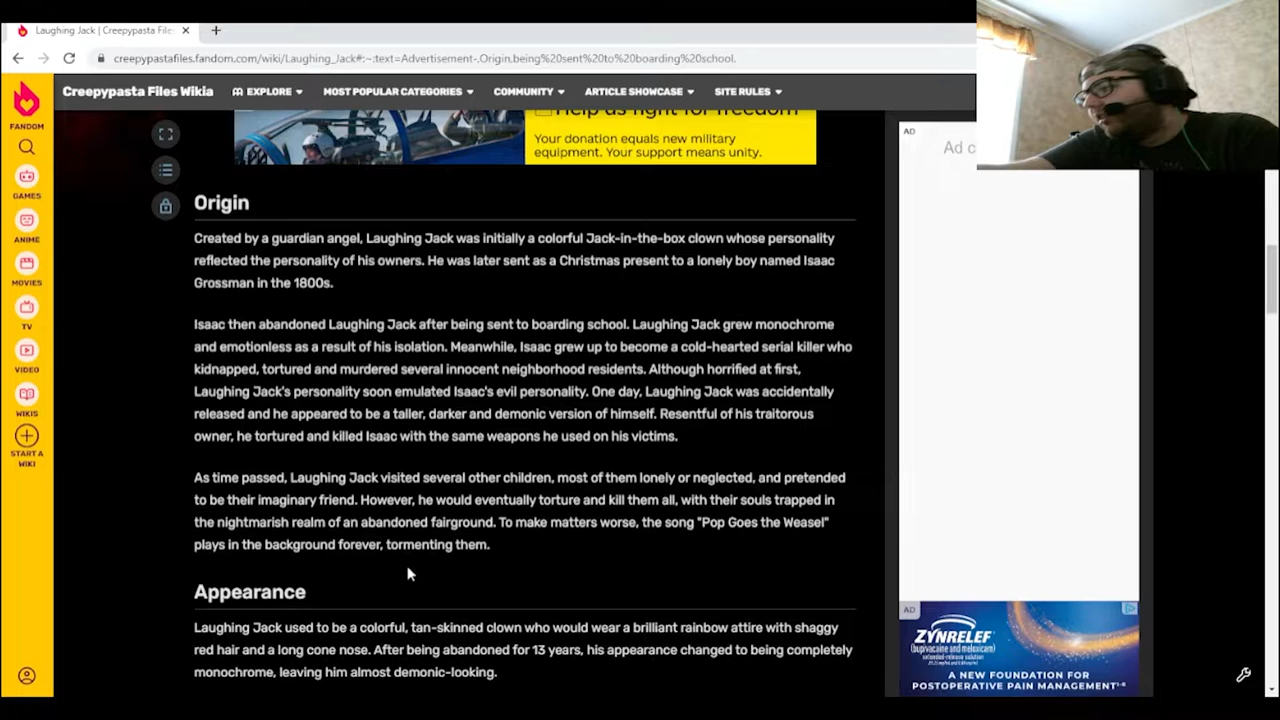 Laughing Jack | Creepypasta File
creepypastafiles.fandom.com/wiki/Laughing_Jack#:~:text=Advertisement-,Origin,being%20sent%20to%20boarding%20school.
FANDOM
GAMES
ANIME
MOVIES
TV
VIDEO
WIKIS
START A
WIKI
Creepypasta Files Wikia
EXPLORE
MOST POPULAR CATEGORIES
COMMUNITY
ARTICLE SHOWCASE
SITE RULES
Help us fight for freedom
Your donation equals new military
equipment. Your support means unity.
Origin
Created by a guardian angel, Laughing Jack was initially a colorful Jack-in-the-box clown whose personality
reflected the personality of his owners. He was later sent as a Christmas present to a lonely boy named Isaac
Grossman in the 1800s.
Isaac then abandoned Laughing Jack after being sent to boarding school. Laughing Jack grew monochrome
and emotionless as a result of his isolation. Meanwhile, Isaac grew up to become a cold-hearted serial killer who
kidnapped, tortured and murdered several innocent neighborhood residents. Although horrified at first,
Laughing Jack's personality soon emulated Isaac's evil personality. One day, Laughing Jack was accidentally
released and he appeared to be a taller, darker and demonic version of himself. Resentful of his traitorous
owner, he tortured and killed Isaac with the same weapons he used on his victims.
As time passed, Laughing Jack visited several other children, most of them lonely or neglected, and pretended
to be their imaginary friend. However, he would eventually torture and kill them all, with their souls trapped in
the nightmarish realm of an abandoned fairground. To make matters worse, the song "Pop Goes the Weasel"
plays in the background forever, tormenting them.
Appearance
Laughing Jack used to be a colorful, tan-skinned clown who would wear a brilliant rainbow attire with shaggy
red hair and a long cone nose. After being abandoned for 13 years, his appearance changed to being completely
monochrome, leaving him almost demonic-looking.
AD
Ad c
AD
ZYNRELEF
(bupivacaine and meloxicam)
A NEW FOUNDATION FOR
POSTOPERATIVE PAIN MANAGEMENT